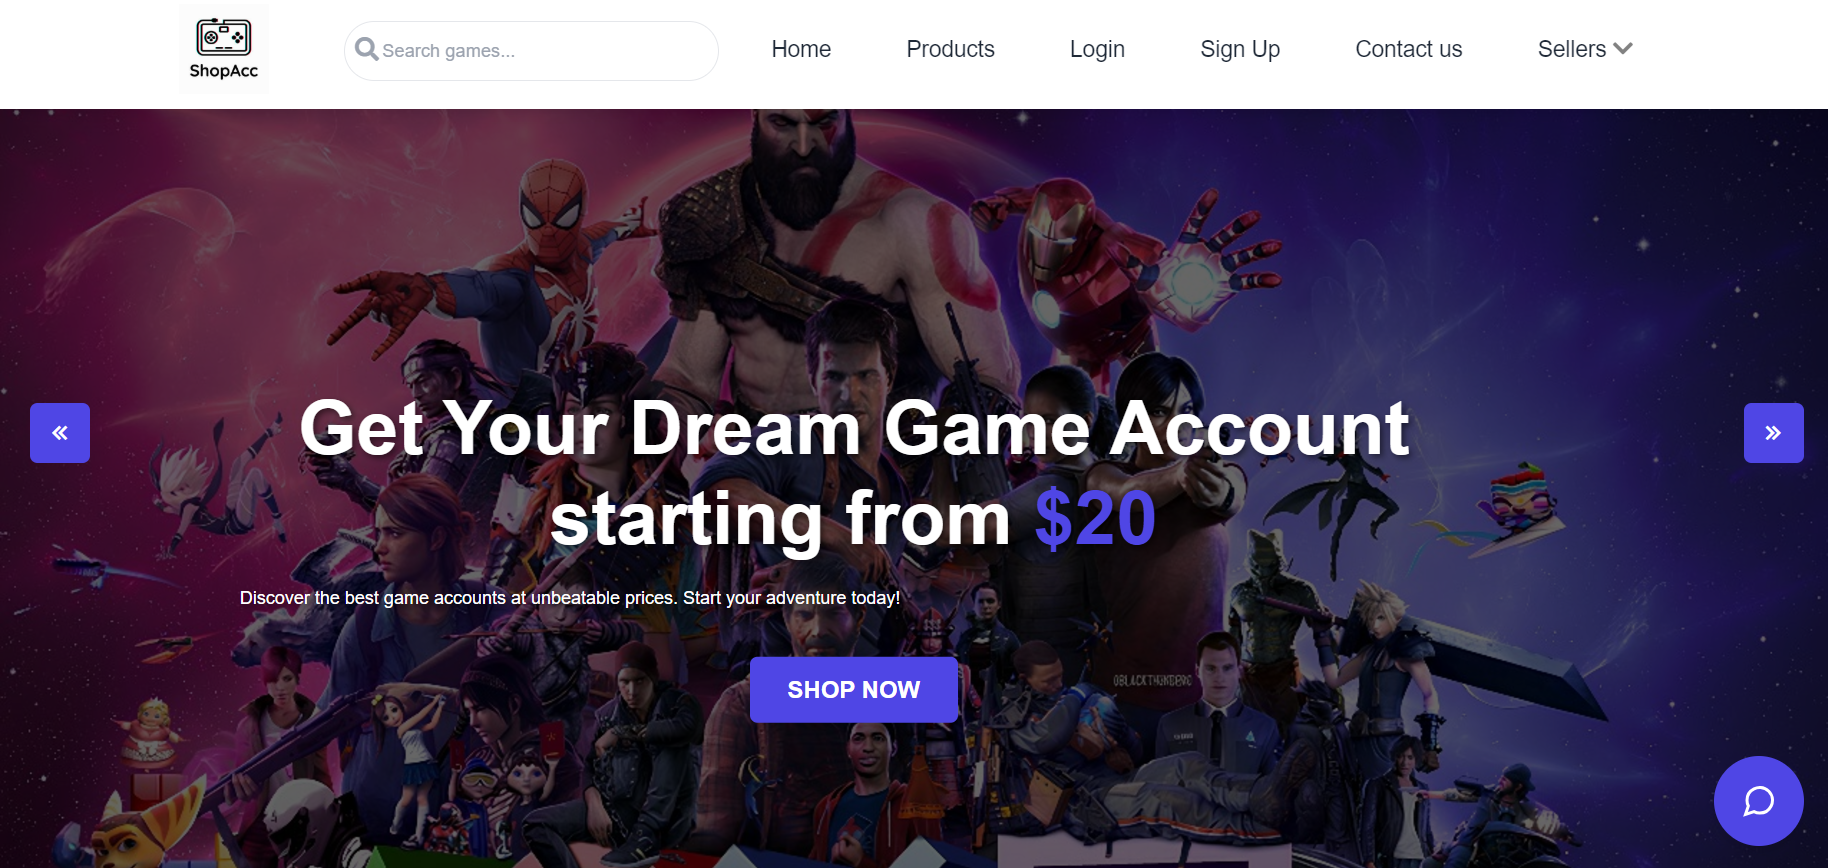 ShopAcc
Search games...
Home
Products
Login
Sign Up
Contact us
Sellers
Get Your Dream Game Account
starting from $20
Discover the best game accounts at unbeatable prices. Start your adventure today!
SHOP NOW
@BLACKTHUNDERC